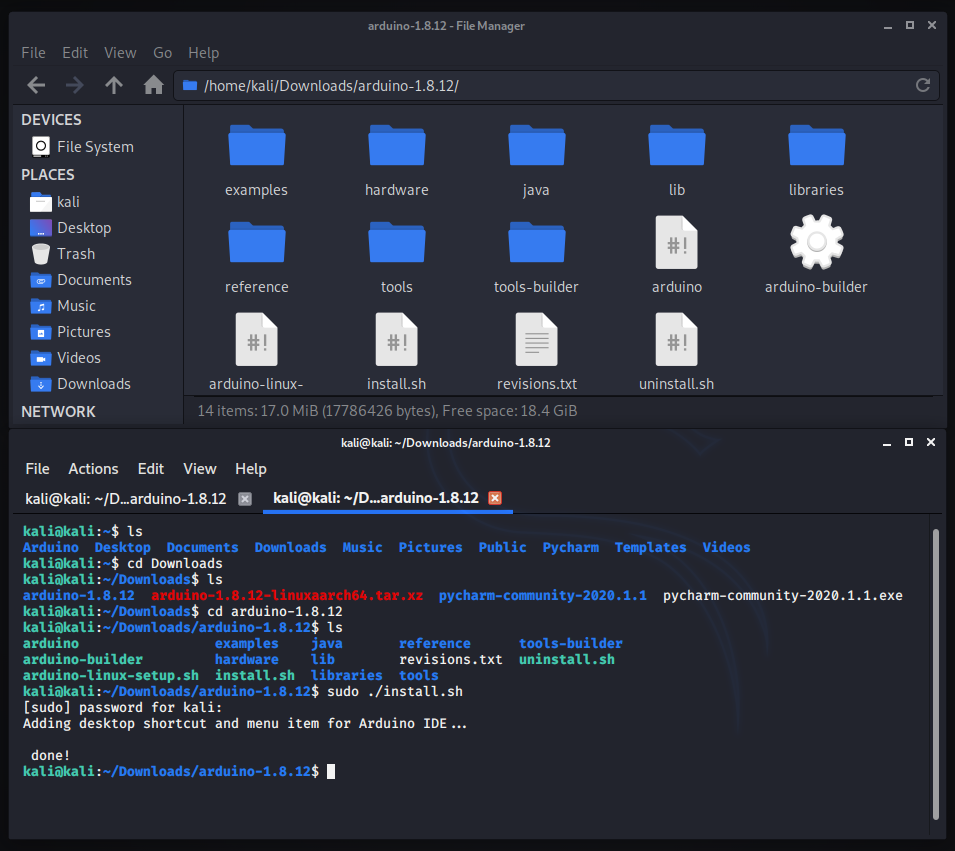 arduino-1.8.12 - File Manager
File Edit View Go Help
/home/kali/Downloads/arduino-1.8.12/
DEVICES
File System
PLACES
kali
Desktop
Trash
Documents
Music
Pictures
Videos
Downloads
NETWORK
examples hardware java lib libraries
reference tools tools-builder arduino arduino-builder
#! #! #! #!
arduino-linux- install.sh revisions.txt uninstall.sh
14 items: 17.0 MiB (17786426 bytes), Free space: 18.4 GiB
kali@kali: ~/Downloads/arduino-1.8.12
File Actions Edit View Help
kali@kali: ~/D...arduino-1.8.12 kali@kali: ~/D...arduino-1.8.12
kali@kali:~$ ls
Arduino Desktop Documents Downloads Music Pictures Public Pycharm Templates Videos
kali@kali:~$ cd Downloads
kali@kali:~/Downloads$ ls
arduino-1.8.12 arduino-1.8.12-linuxaarch64.tar.xz pycharm-community-2020.1.1 pycharm-community-2020.1.1.exe
kali@kali:~/Downloads$ cd arduino-1.8.12
kali@kali:~/Downloads/arduino-1.8.12$ ls
arduino examples java reference tools-builder
arduino-builder hardware lib revisions.txt uninstall.sh
arduino-linux-setup.sh install.sh libraries tools
kali@kali:~/Downloads/arduino-1.8.12$ sudo ./install.sh
[sudo] password for kali:
Adding desktop shortcut and menu item for Arduino IDE...
done!
kali@kali:~/Downloads/arduino-1.8.12$